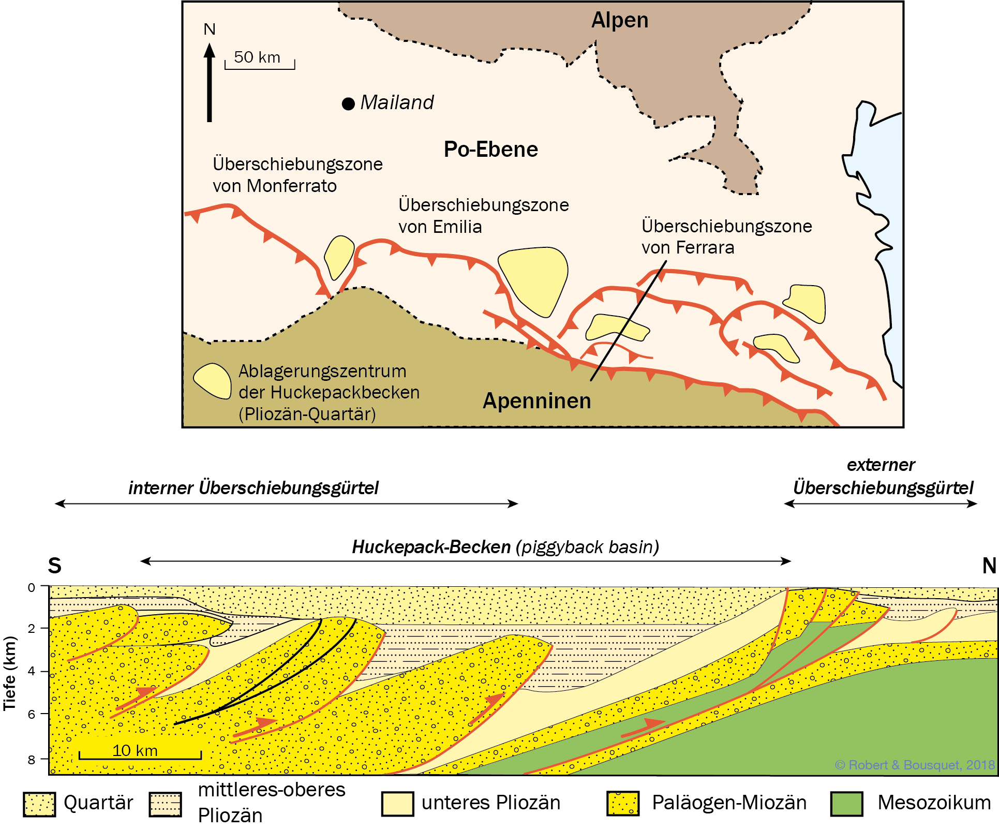 Alpen
N
50 km
Mailand
Po-Ebene
Überschiebungszone
von Monferrato
Überschiebungszone
von Emilia
Überschiebungszone
von Ferrara
Ablagerungszentrum
der Huckepackbecken
(Pliozän-Quartär)
Apenninen
interner Überschiebungsgürtel
externer
Überschiebungsgürtel
Huckepack-Becken (piggyback basin)
S
N
0
2
4
6
8
Tiefe (km)
10 km
© Robert & Bousquet, 2018
Quartär
mittleres-oberes
Pliozän
unteres Pliozän
Paläogen-Miozän
Mesozoikum